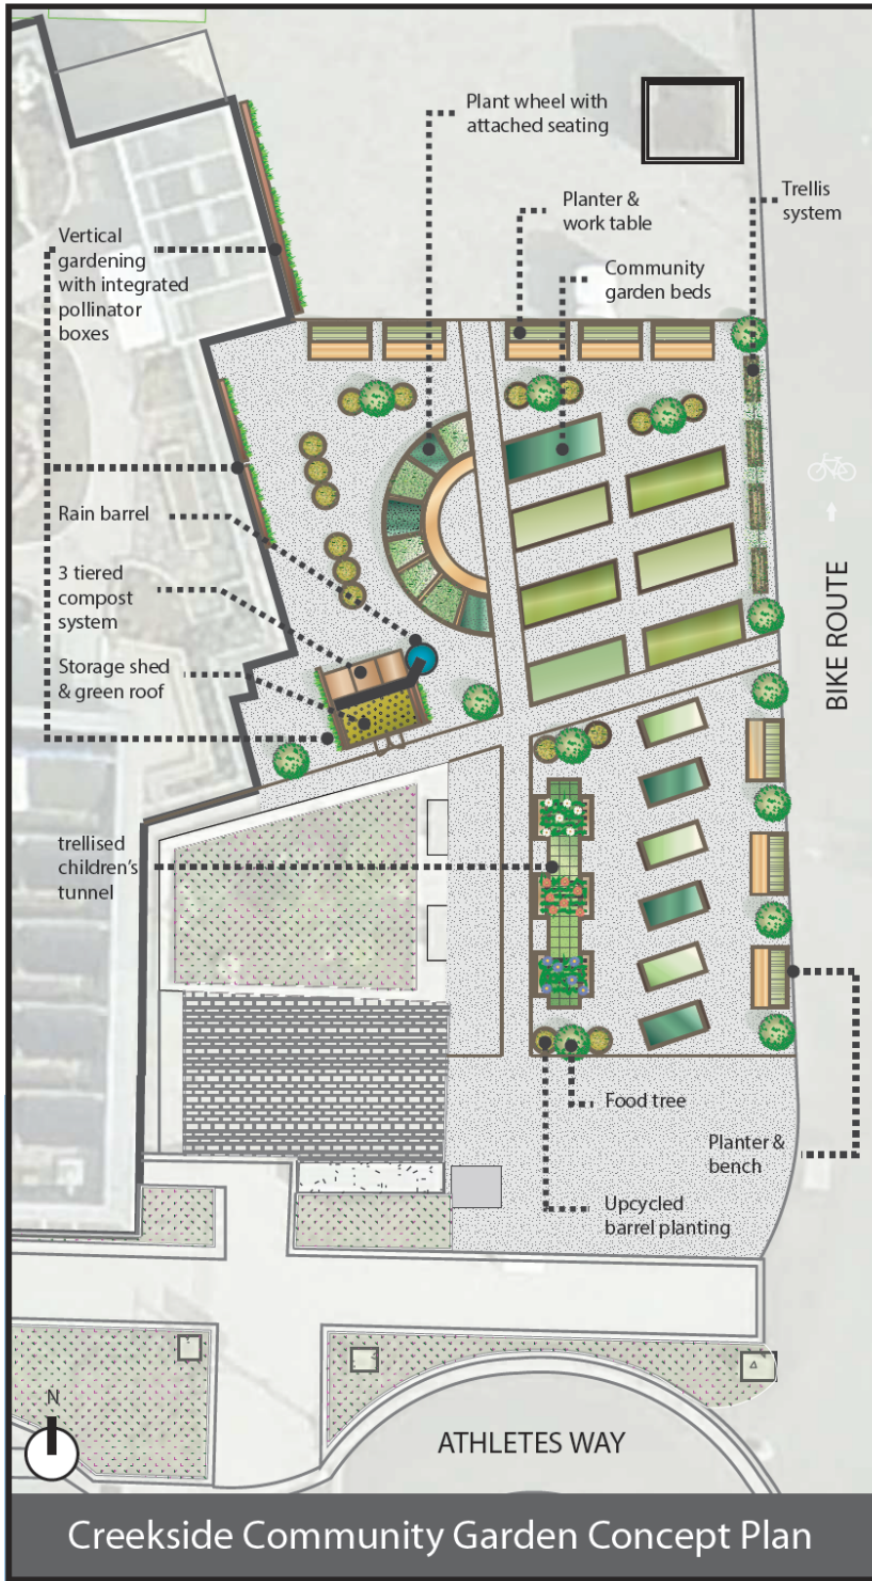 Plant wheel with
attached seating
Trellis
system
Planter &
work table
Vertical
gardening
with integrated
pollinator
boxes
Community
garden beds
Rain barrel
3 tiered
compost
system
Storage shed
& green roof
BIKE ROUTE
trellised
children's
tunnel
Food tree
Planter &
bench
Upcycled
barrel planting
N
ATHLETES WAY
Creekside Community Garden Concept Plan